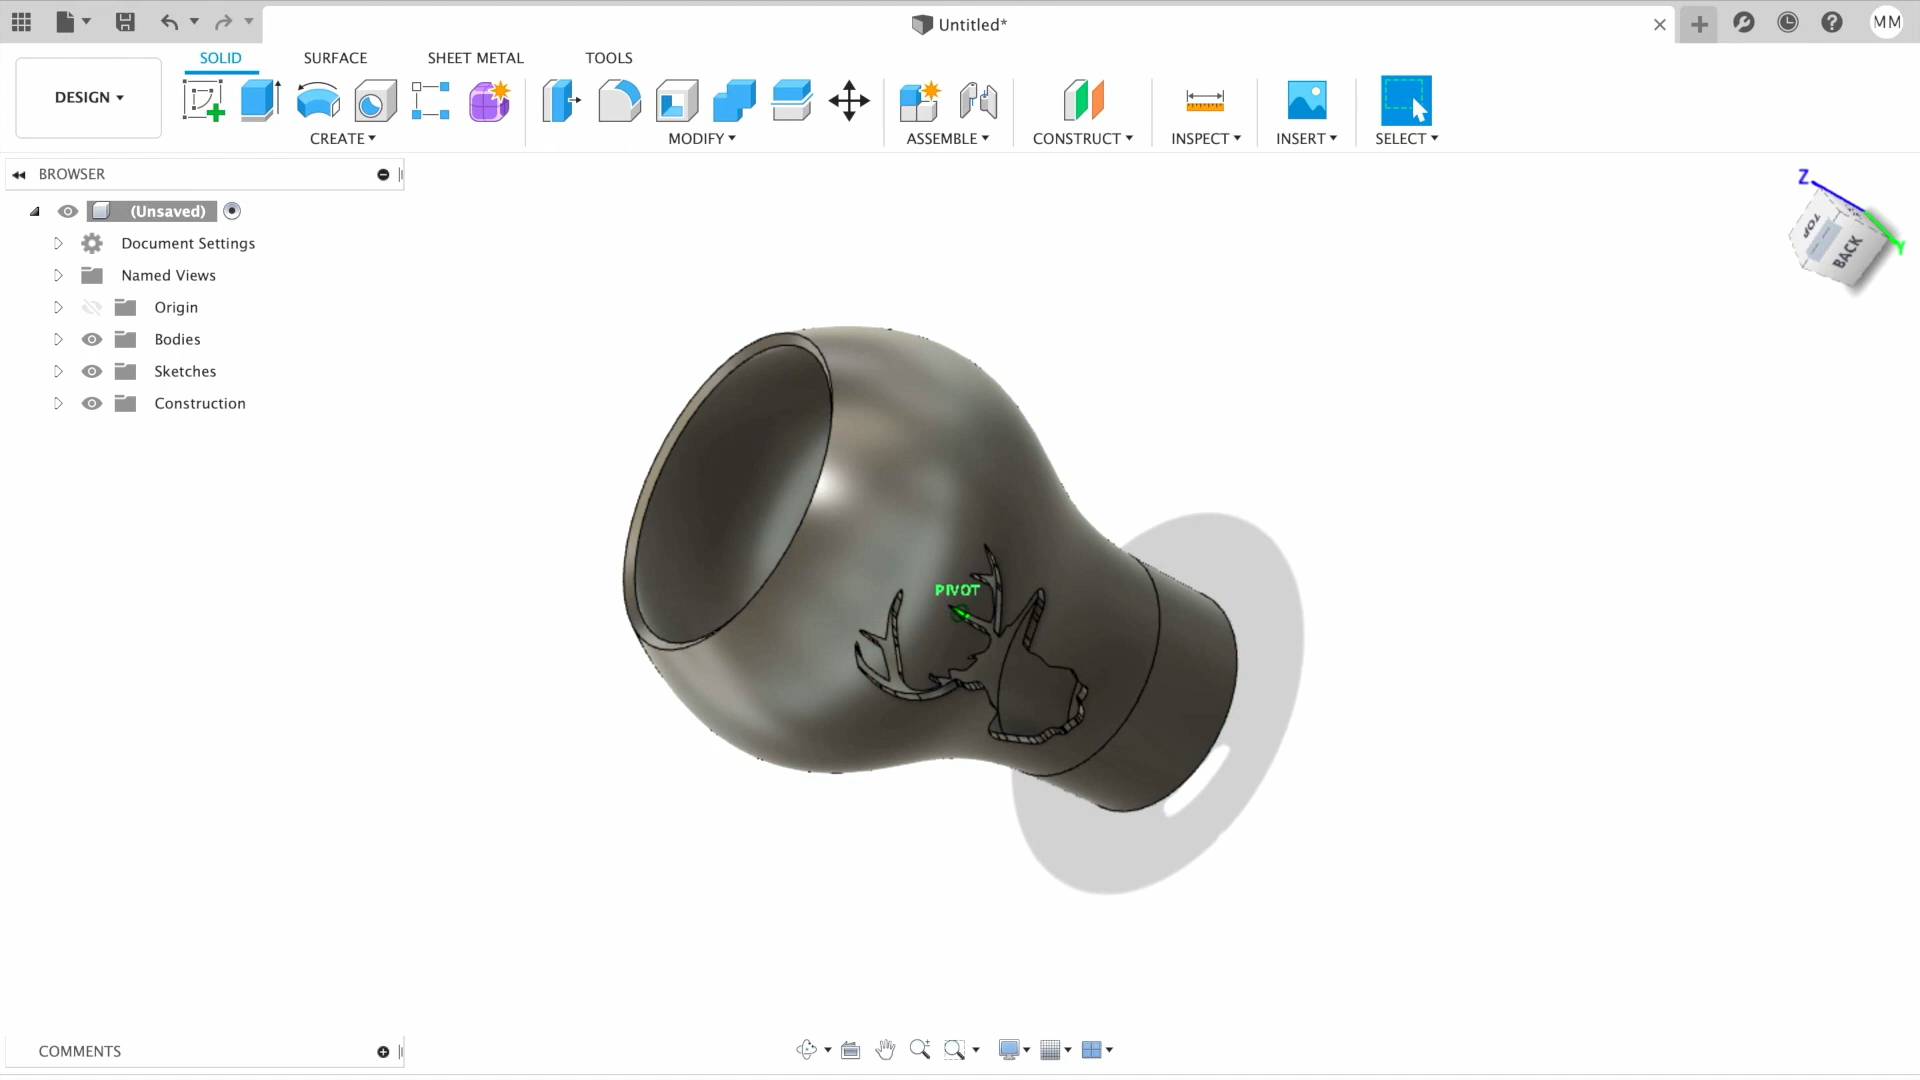 Untitled*
MM
SOLID
SURFACE
SHEET METAL
TOOLS
DESIGN
CREATE
MODIFY
ASSEMBLE
CONSTRUCT
INSPECT
INSERT
SELECT
BROWSER
(Unsaved)
Document Settings
Named Views
Origin
Bodies
Sketches
Construction
Z
TOP
BACK
Y
PIVOT
COMMENTS